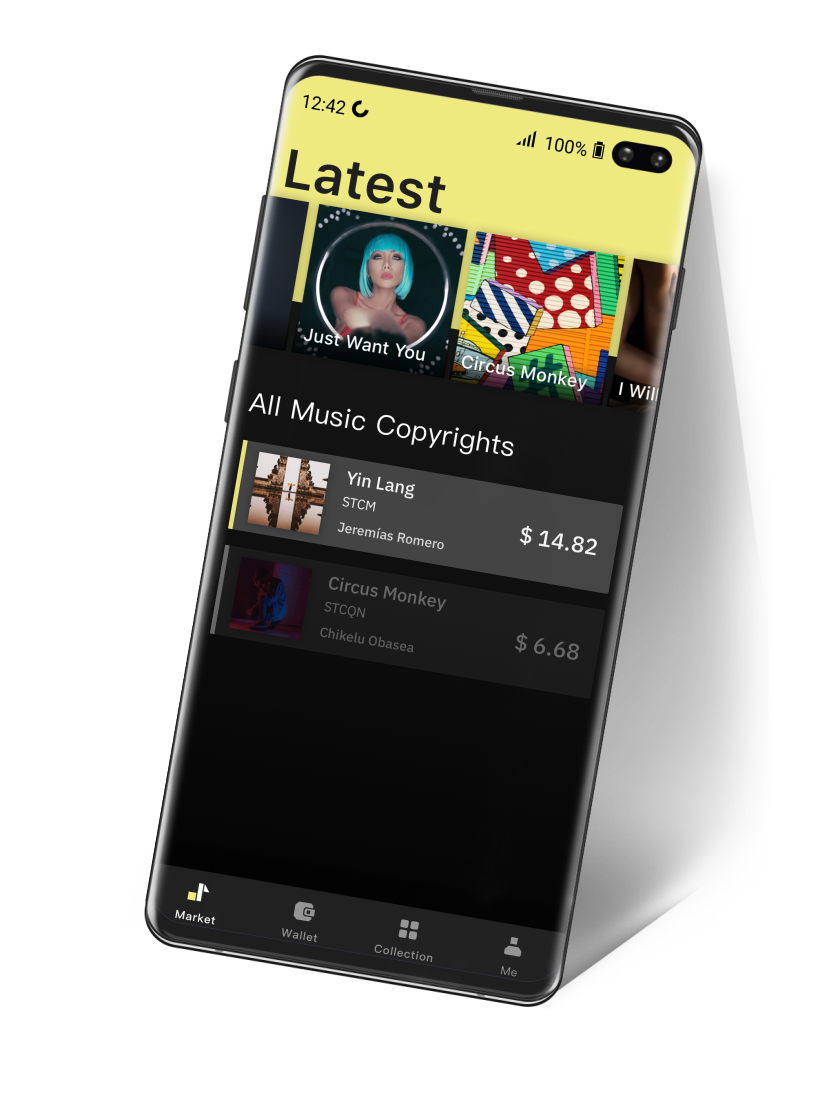 12:42
100%
Latest
Just Want You
Circus Monkey
I Will
All Music Copyrights
Yin Lang
STCM
Jeremías Romero
$ 14.82
Circus Monkey
STCQN
Chikelu Obasea
$ 6.68
Market
Wallet
Collection
Me